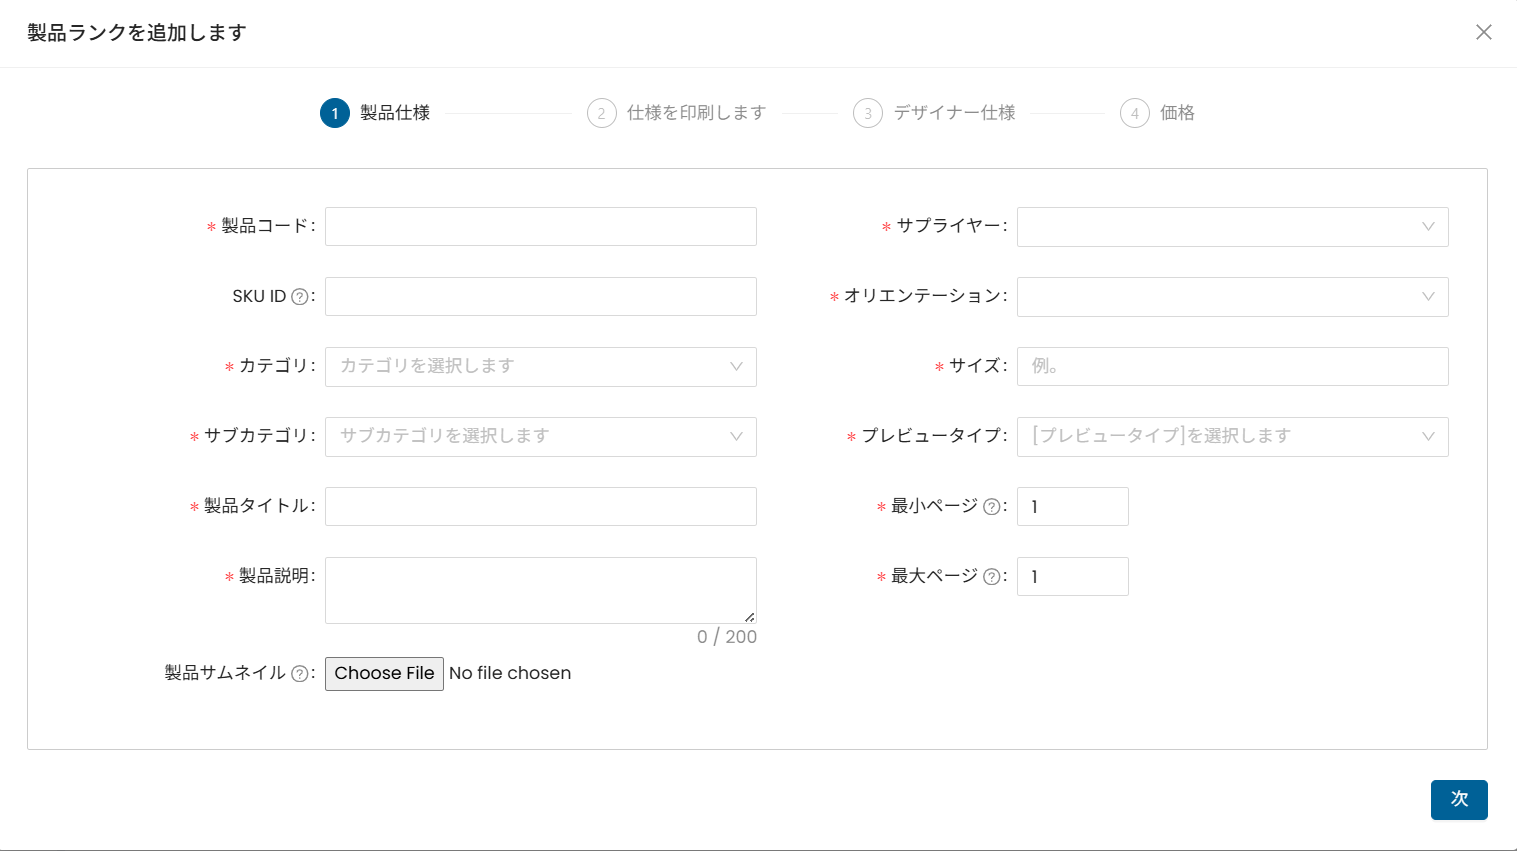 製品ランクを追加します
1 製品仕様
2 仕様を印刷します
3 デザイナー仕様
4 価格
* 製品コード:
SKU ID ? :
* カテゴリ: カテゴリを選択します
* サブカテゴリ: サブカテゴリを選択します
* 製品タイトル:
* 製品説明:
0 / 200
製品サムネイル ? : Choose File No file chosen
* サプライヤー:
* オリエンテーション:
* サイズ: 例。
* プレビュータイプ: [プレビュータイプ]を選択します
* 最小ページ ? : 1
* 最大ページ ? : 1
次